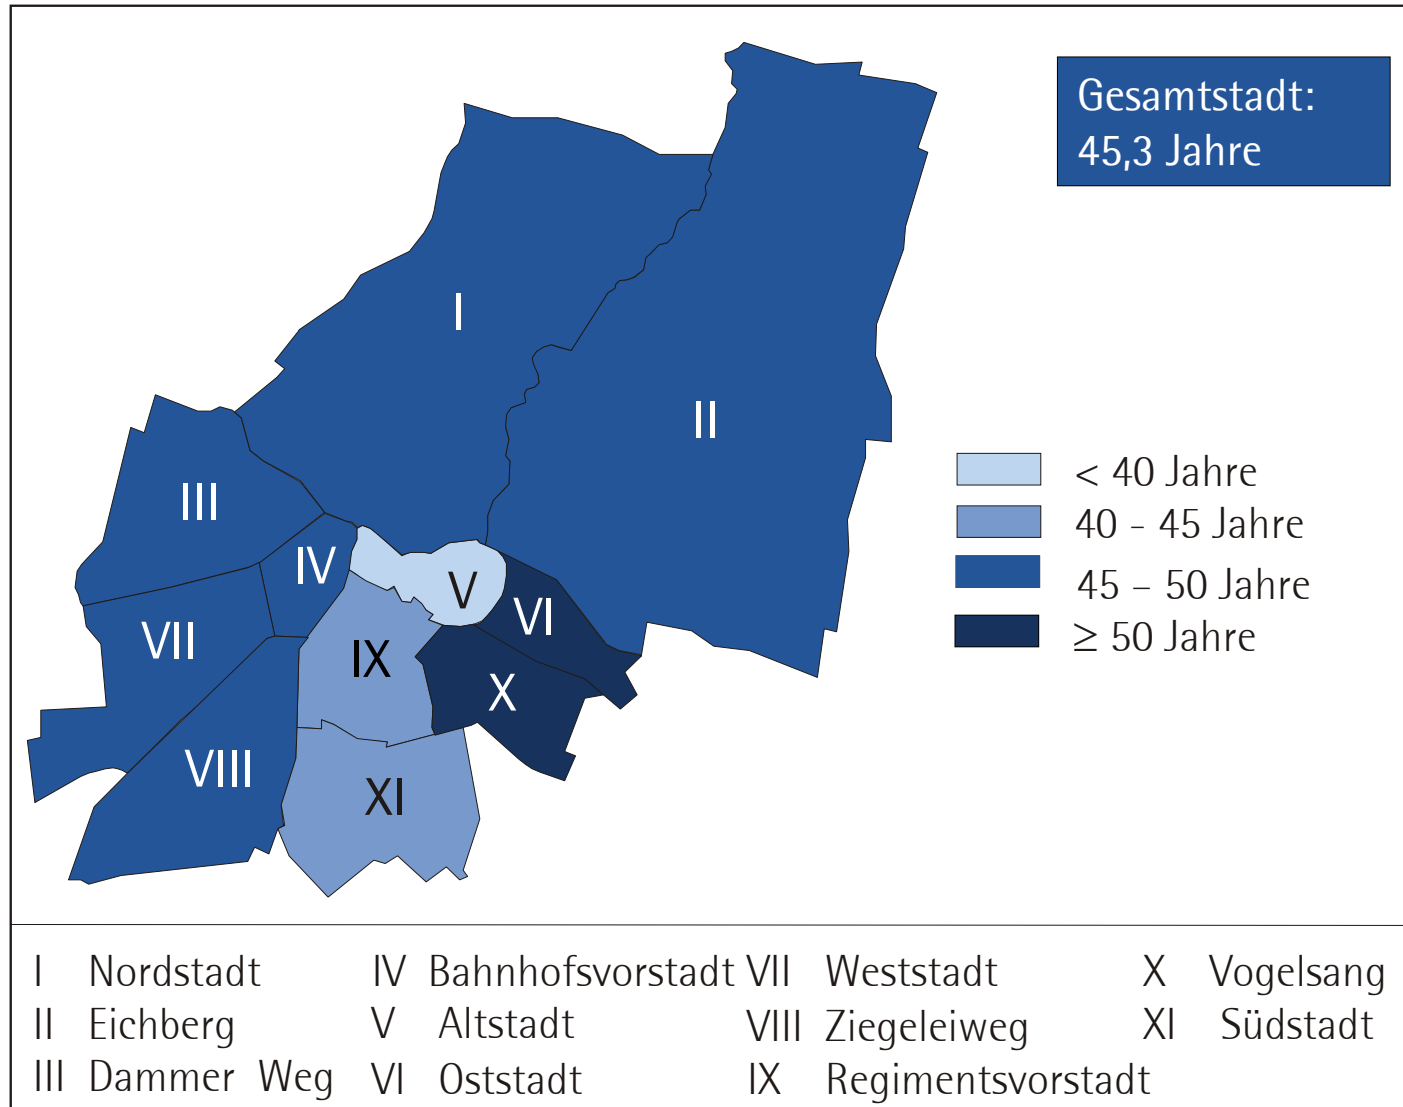 Gesamtstadt:
45,3 Jahre
I
II
III
IV
V
VI
VII
IX
X
VIII
XI
< 40 Jahre
40 - 45 Jahre
45 – 50 Jahre
≥ 50 Jahre
I Nordstadt IV Bahnhofsvorstadt VII Weststadt X Vogelsang
II Eichberg V Altstadt VIII Ziegeleiweg XI Südstadt
III Dammer Weg VI Oststadt IX Regimentsvorstadt